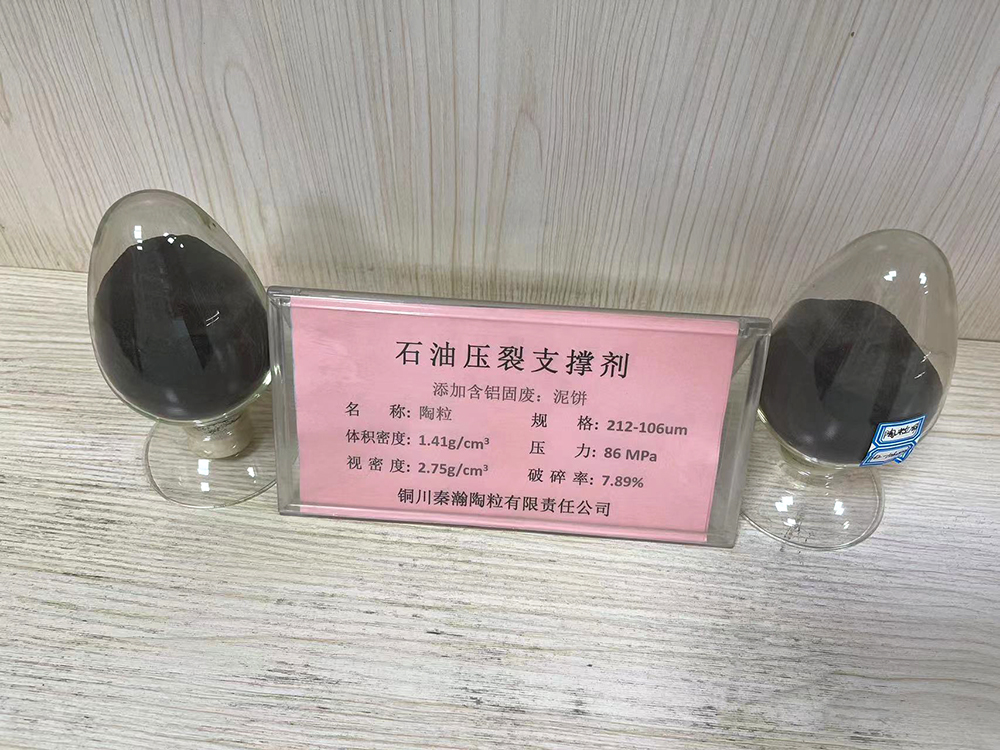 石油压裂支撑剂
添加含铝固废：泥饼
名 称：陶粒 规 格：212-106um
体积密度：1.41g/cm³ 压 力：86 MPa
视 密 度：2.75g/cm³ 破 碎 率：7.89%
铜川秦瀚陶粒有限责任公司